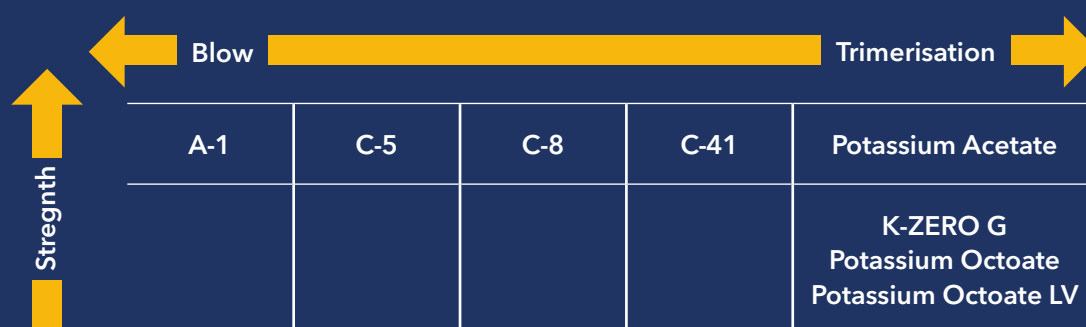 Blow
Trimerisation
A-1
C-5
C-8
C-41
Potassium Acetate
Stregnth
K-ZERO G
Potassium Octoate
Potassium Octoate LV